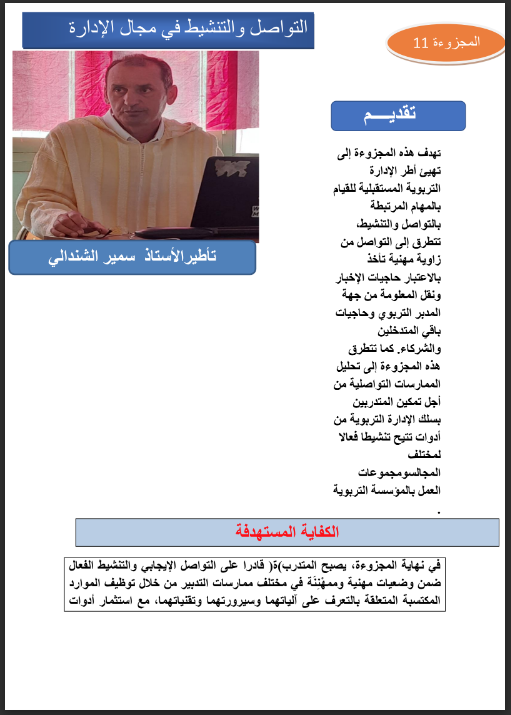 التواصل والتنشيط في مجال الإدارة
المجزوءة 11
تقديـــم
تهدف هذه المجزوءة إلى
تهيئ أطر الإدارة
التربوية المستقبلية للقيام
بالمهام المرتبطة
بالتواصل والتنشيط،
تتطرق إلى التواصل من
زاوية مهنية تأخذ
بالاعتبار حاجيات الإخبار
ونقل المعلومة من جهة
المدبر التربوي وحاجيات
باقي المتدخلين
والشركاء. كما تتطرق
هذه المجزوءة إلى تحليل
الممارسات التواصلية من
أجل تمكين المتدربين
بسلك الإدارة التربوية من
أدوات تتيح تنشيطا فعالا
لمختلف
المجالسومجموعات
العمل بالمؤسسة التربوية
.
تأطيرالأستاذ سمير الشندالي
الكفاية المستهدفة
في نهاية المجزوءة، يصبح المتدرب)ة( قادرا على التواصل الإيجابي والتنشيط الفعال
ضمن وضعيات مهنية وممهْنِنَة في مختلف ممارسات التدبير من خلال توظيف الموارد
المكتسبة المتعلقة بالتعرف على آلياتهما وسيرورتهما وتقنياتهما، مع استثمار أدوات